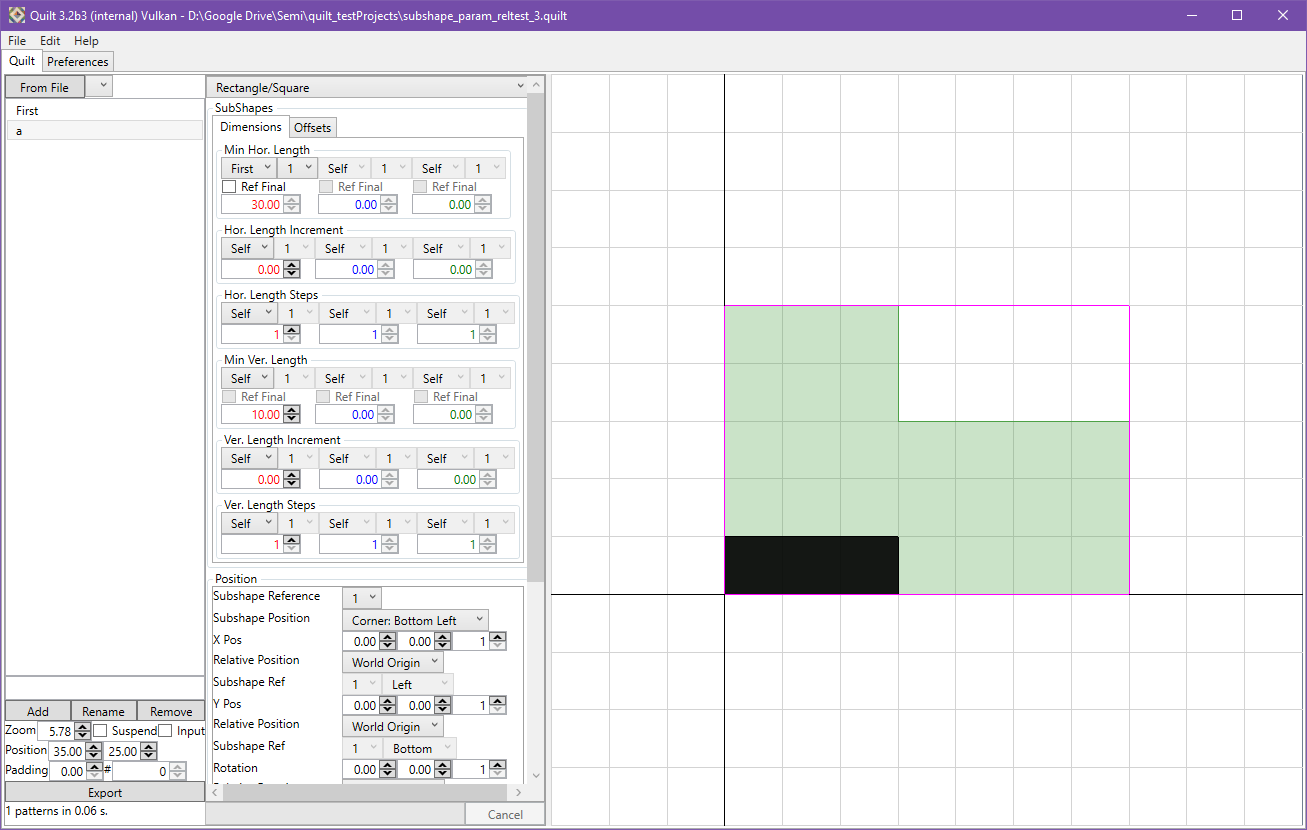 Quilt 3.2b3 (internal) Vulkan - D:\Google Drive\Semi\quilt_testProjects\subshape_param_reltest_3.quilt
File Edit Help
Quilt Preferences
From File
First
a
Rectangle/Square
SubShapes
Dimensions Offsets
Min Hor. Length
First 1 Self 1 Self 1
Ref Final Ref Final Ref Final
30.00 0.00 0.00
Hor. Length Increment
Self 1 Self 1 Self 1
0.00 0.00 0.00
Hor. Length Steps
Self 1 Self 1 Self 1
1 1 1
Min Ver. Length
Self 1 Self 1 Self 1
Ref Final Ref Final Ref Final
10.00 0.00 0.00
Ver. Length Increment
Self 1 Self 1 Self 1
0.00 0.00 0.00
Ver. Length Steps
Self 1 Self 1 Self 1
1 1 1
Position
Subshape Reference 1
Subshape Position Corner: Bottom Left
X Pos 0.00 0.00 1
Relative Position World Origin
Subshape Ref 1 Left
Y Pos 0.00 0.00 1
Relative Position World Origin
Subshape Ref 1 Bottom
Rotation 0.00 0.00 1
Add Rename Remove
Zoom 5.78 Suspend Input
Position 35.00 25.00
Padding 0.00 # 0
Export
1 patterns in 0.06 s.
Cancel